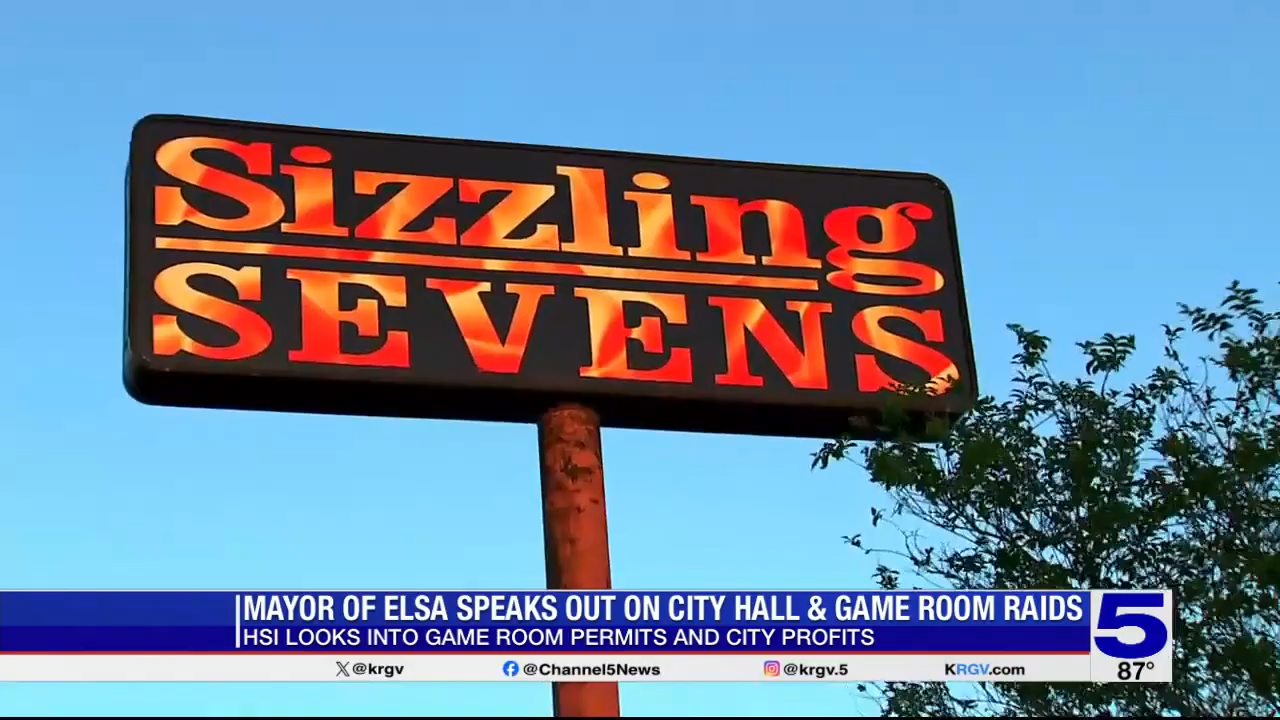 Sizzling
SEVENS
MAYOR OF ELSA SPEAKS OUT ON CITY HALL & GAME ROOM RAIDS
HSI LOOKS INTO GAME ROOM PERMITS AND CITY PROFITS
5
@krgv
@Channel5News
@krgv.5
KRGV.com
87°